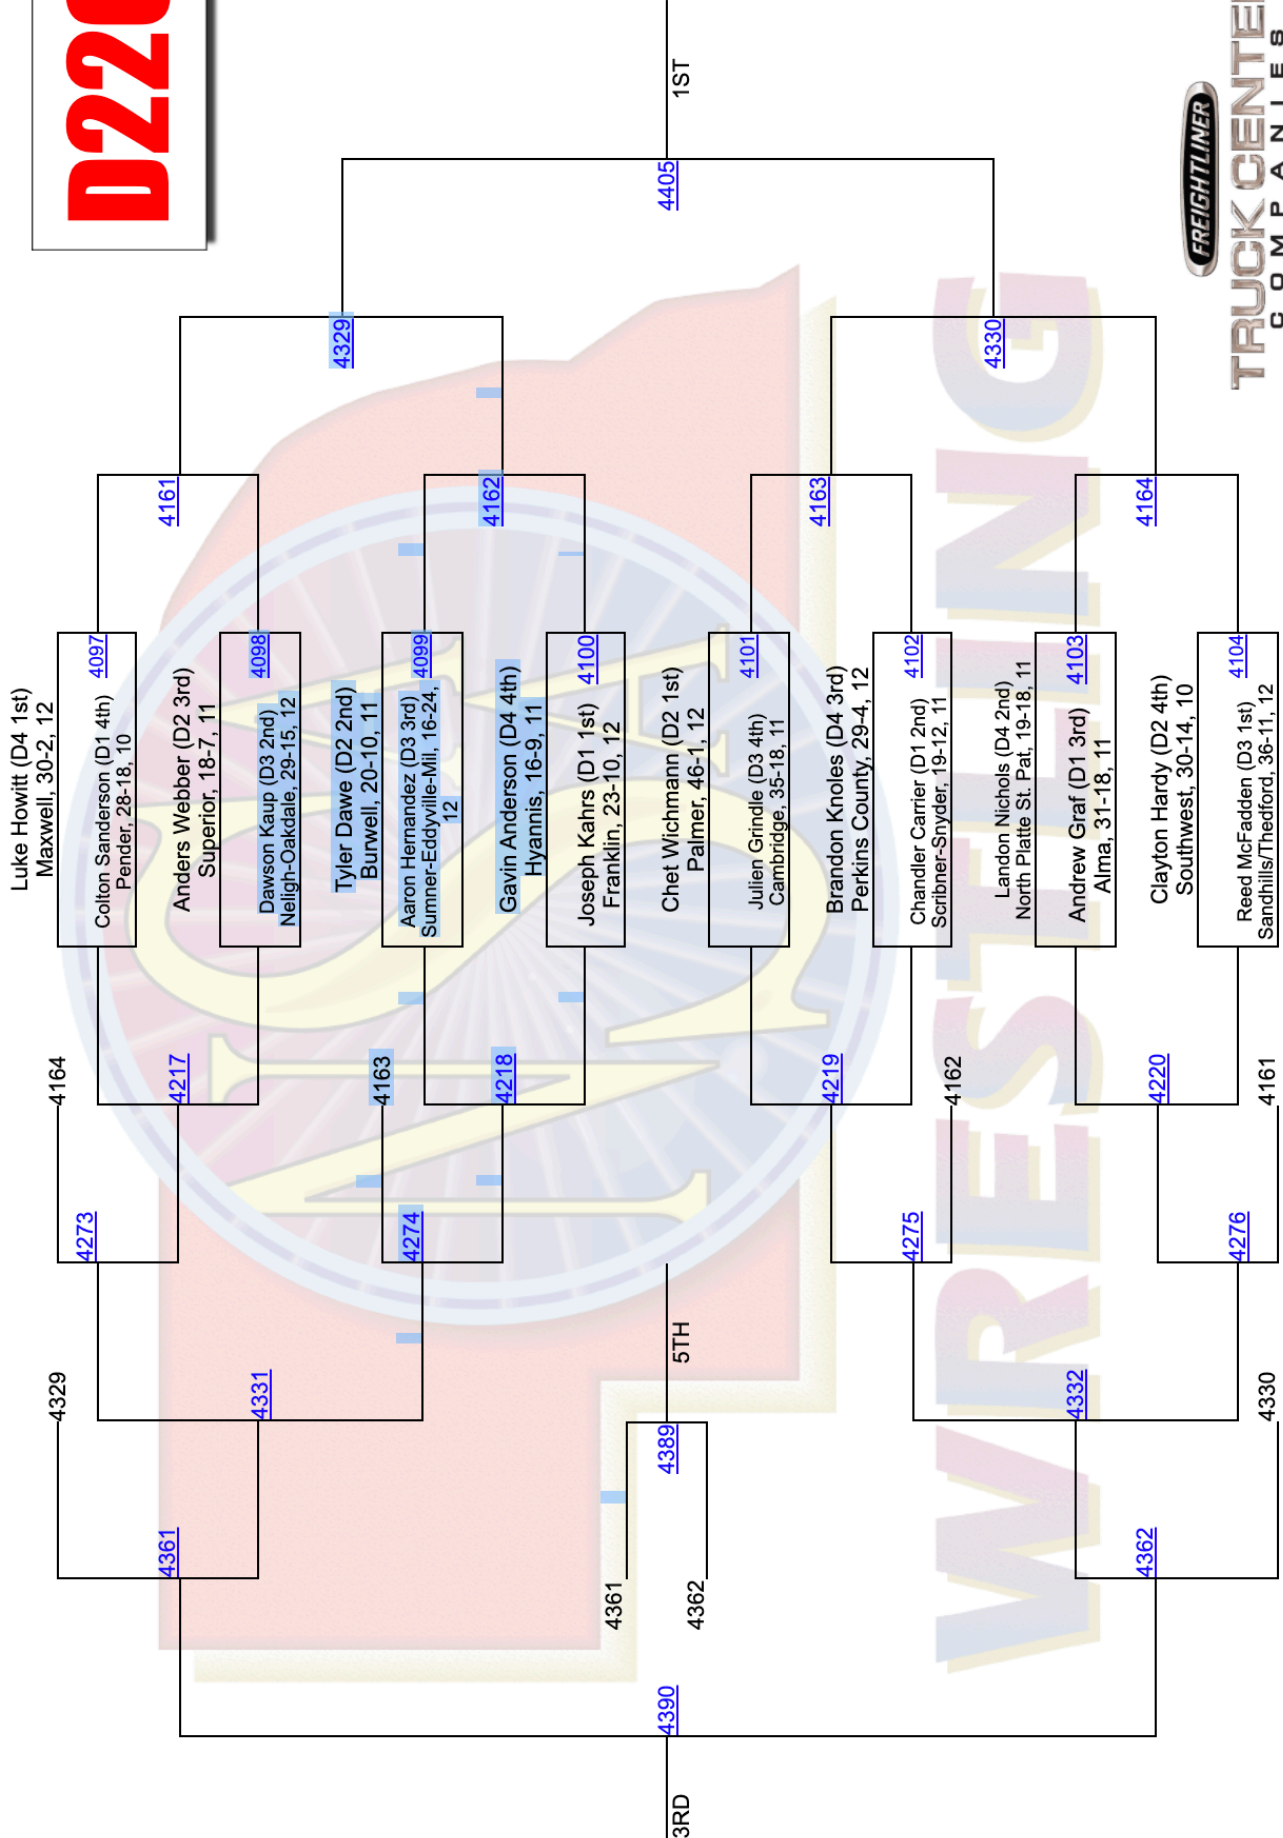 D220
Luke Howitt (D4 1st)
Maxwell, 30-2, 12
4097
Colton Sanderson (D1 4th)
Pender, 28-18, 10
Anders Webber (D2 3rd)
Superior, 18-7, 11
4098
Dawson Kaup (D3 2nd)
Neligh-Oakdale, 29-15, 12
Tyler Dawe (D2 2nd)
Burwell, 20-10, 11
4099
Aaron Hernandez (D3 3rd)
Sumner-Eddyville-Mil, 16-24,
12
Gavin Anderson (D4 4th)
Hyannis, 16-9, 11
4100
Joseph Kahrs (D1 1st)
Franklin, 23-10, 12
Chet Wichmann (D2 1st)
Palmer, 46-1, 12
4101
Julien Grindle (D3 4th)
Cambridge, 35-18, 11
Brandon Knoles (D4 3rd)
Perkins County, 29-4, 12
4102
Chandler Carrier (D1 2nd)
Scribner-Snyder, 19-12, 11
Landon Nichols (D4 2nd)
North Platte St. Pat, 19-18, 11
4103
Andrew Graf (D1 3rd)
Alma, 31-18, 11
Clayton Hardy (D2 4th)
Southwest, 30-14, 10
4104
Reed McFadden (D3 1st)
Sandhills/Thedford, 36-11, 12
4161
4162
4163
4164
4329
4330
4405
1ST
4164
4217
4163
4218
4219
4162
4220
4161
4273
4274
4275
4276
4329
4331
4332
4330
4361
4362
4390
3RD
4361
4362
4389
5TH
NSAA
WRESTLING
FREIGHTLINER
TRUCK CENTE
COMPANIES